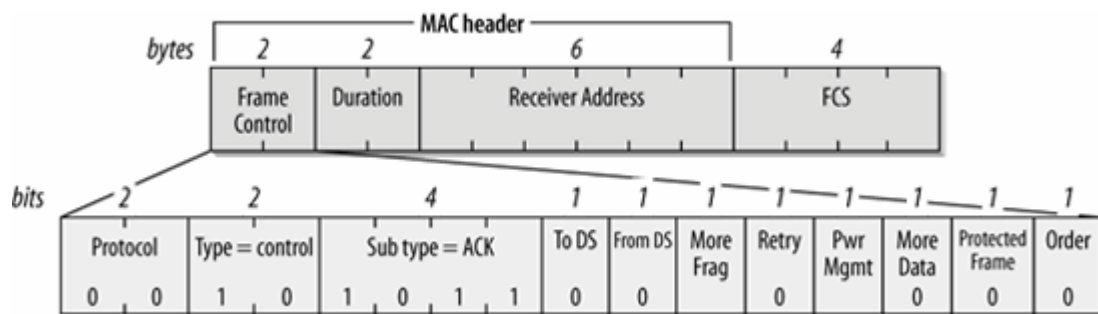 MAC header
bytes 2 2 6 4
Frame Control Duration Receiver Address FCS
bits 2 2 4 1 1 1 1 1 1 1 1
Protocol Type = control Sub type = ACK To DS From DS More Frag Retry Pwr Mgmt More Data Protected Frame Order
0 0 1 0 1 0 1 1 0 0 0 0 0 0